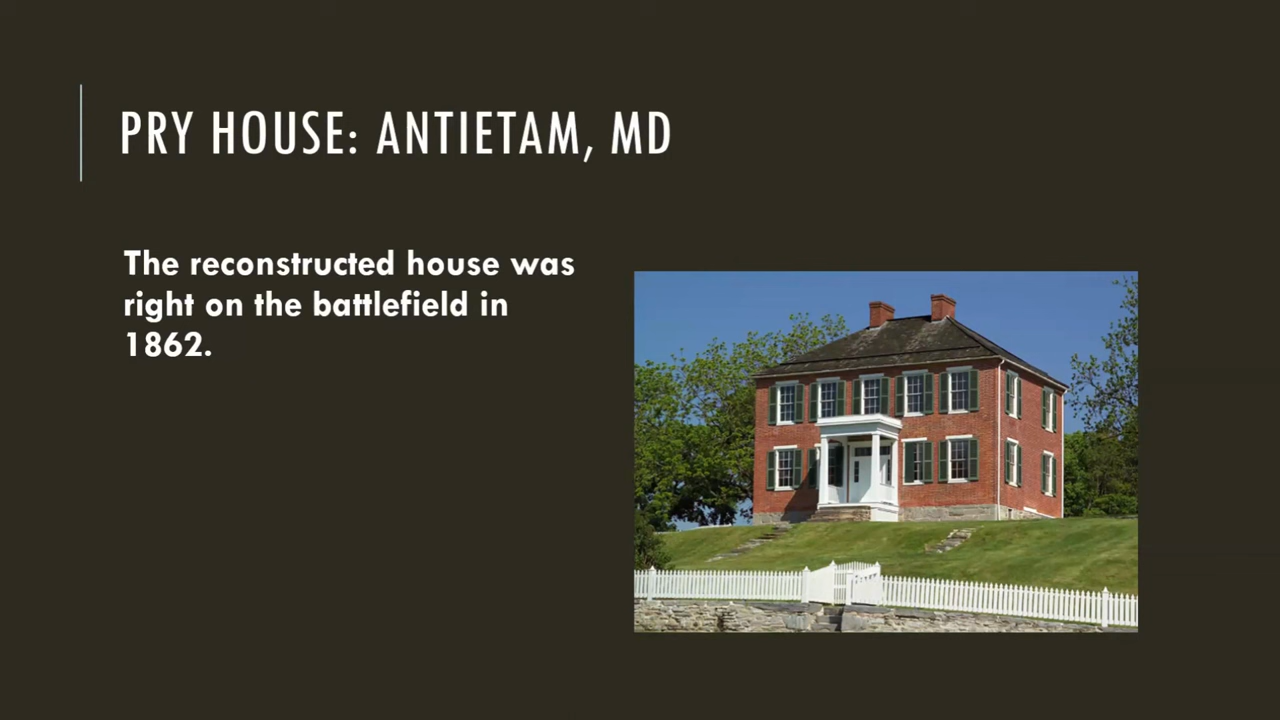 PRY HOUSE: ANTIETAM, MD
The reconstructed house was
right on the battlefield in
1862.